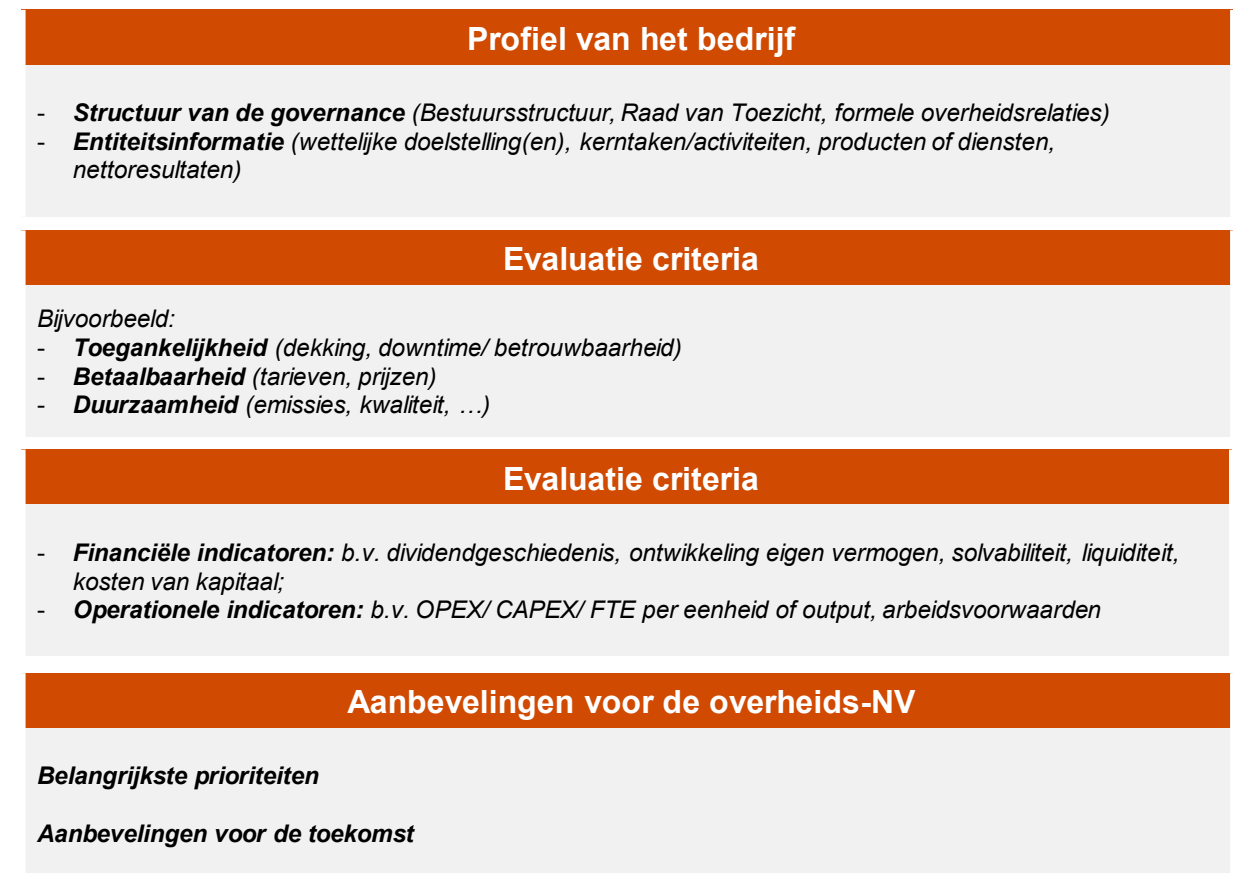 Profiel van het bedrijf
- Structuur van de governance (Bestuursstructuur, Raad van Toezicht, formele overheidsrelaties)
- Entiteitsinformatie (wettelijke doelstelling(en), kerntaken/activiteiten, producten of diensten,
nettoresultaten)
Evaluatie criteria
Bijvoorbeeld:
- Toegankelijkheid (dekking, downtime/ betrouwbaarheid)
- Betaalbaarheid (tarieven, prijzen)
- Duurzaamheid (emissies, kwaliteit, …)
Evaluatie criteria
- Financiële indicatoren: b.v. dividendgeschiedenis, ontwikkeling eigen vermogen, solvabiliteit, liquiditeit,
kosten van kapitaal;
- Operationele indicatoren: b.v. OPEX/ CAPEX/ FTE per eenheid of output, arbeidsvoorwaarden
Aanbevelingen voor de overheids-NV
Belangrijkste prioriteiten
Aanbevelingen voor de toekomst